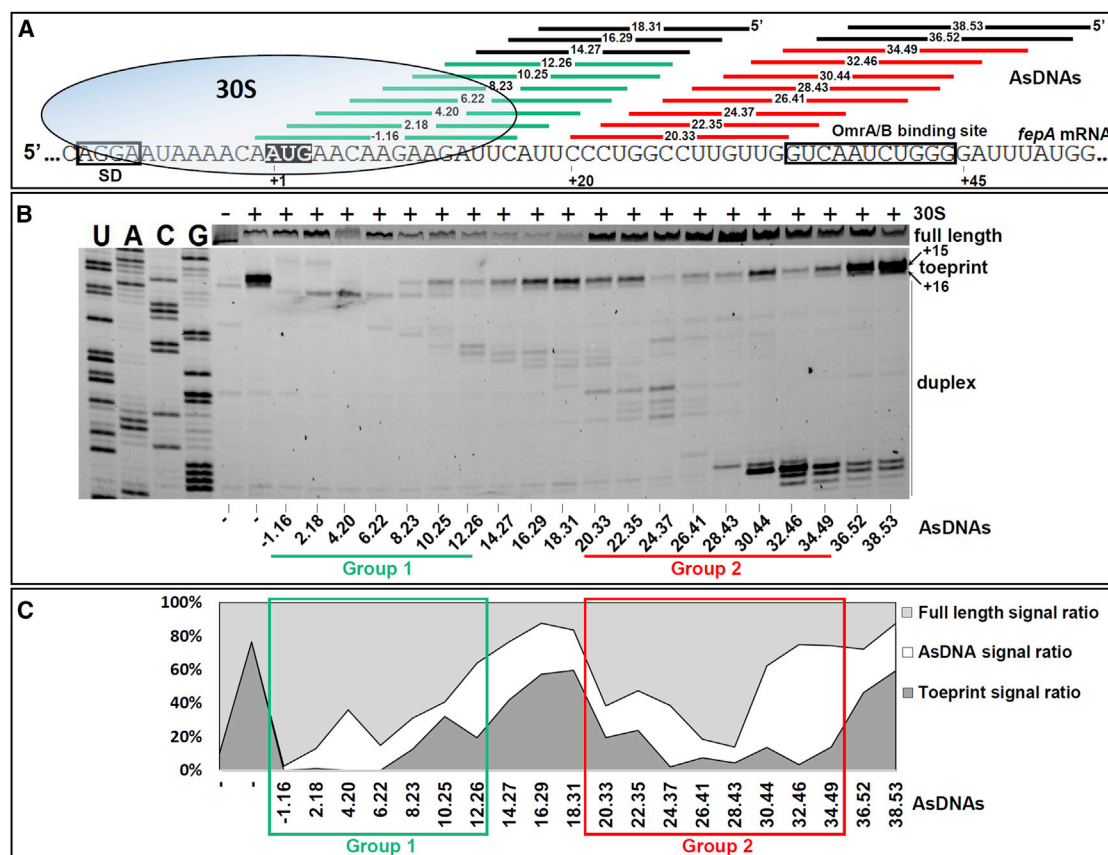 A
18.31 5’ 38.53 5’
16.29 36.52
14.27 34.49
12.26 32.46 AsDNAs
10.25 30.44
8.23 28.43
30S 6.22 26.41
4.20 24.37
2.18 22.35 OmrA/B binding site
-1.16 20.33 fepA mRNA
5’ ...CAGGAAUAAAACAAUGAACAAGAAGAUUCAUUCCCUGGCCUUGUUGGUCAAUCUGGGGAUUUAUGG...
SD +1 +20 +45
B
- + + + + + + + + + + + + + + + + + + + + + 30S
U A C G full length
+15
toeprint
+16
duplex
- - -1.16 2.18 4.20 6.22 8.23 10.25 12.26 14.27 16.29 18.31 20.33 22.35 24.37 26.41 28.43 30.44 32.46 34.49 36.52 38.53 AsDNAs
Group 1 Group 2
C
100%
Full length signal ratio
80%
60% AsDNA signal ratio
40% Toeprint signal ratio
20%
0%
- - -1.16 2.18 4.20 6.22 8.23 10.25 12.26 14.27 16.29 18.31 20.33 22.35 24.37 26.41 28.43 30.44 32.46 34.49 36.52 38.53 AsDNAs
Group 1 Group 2